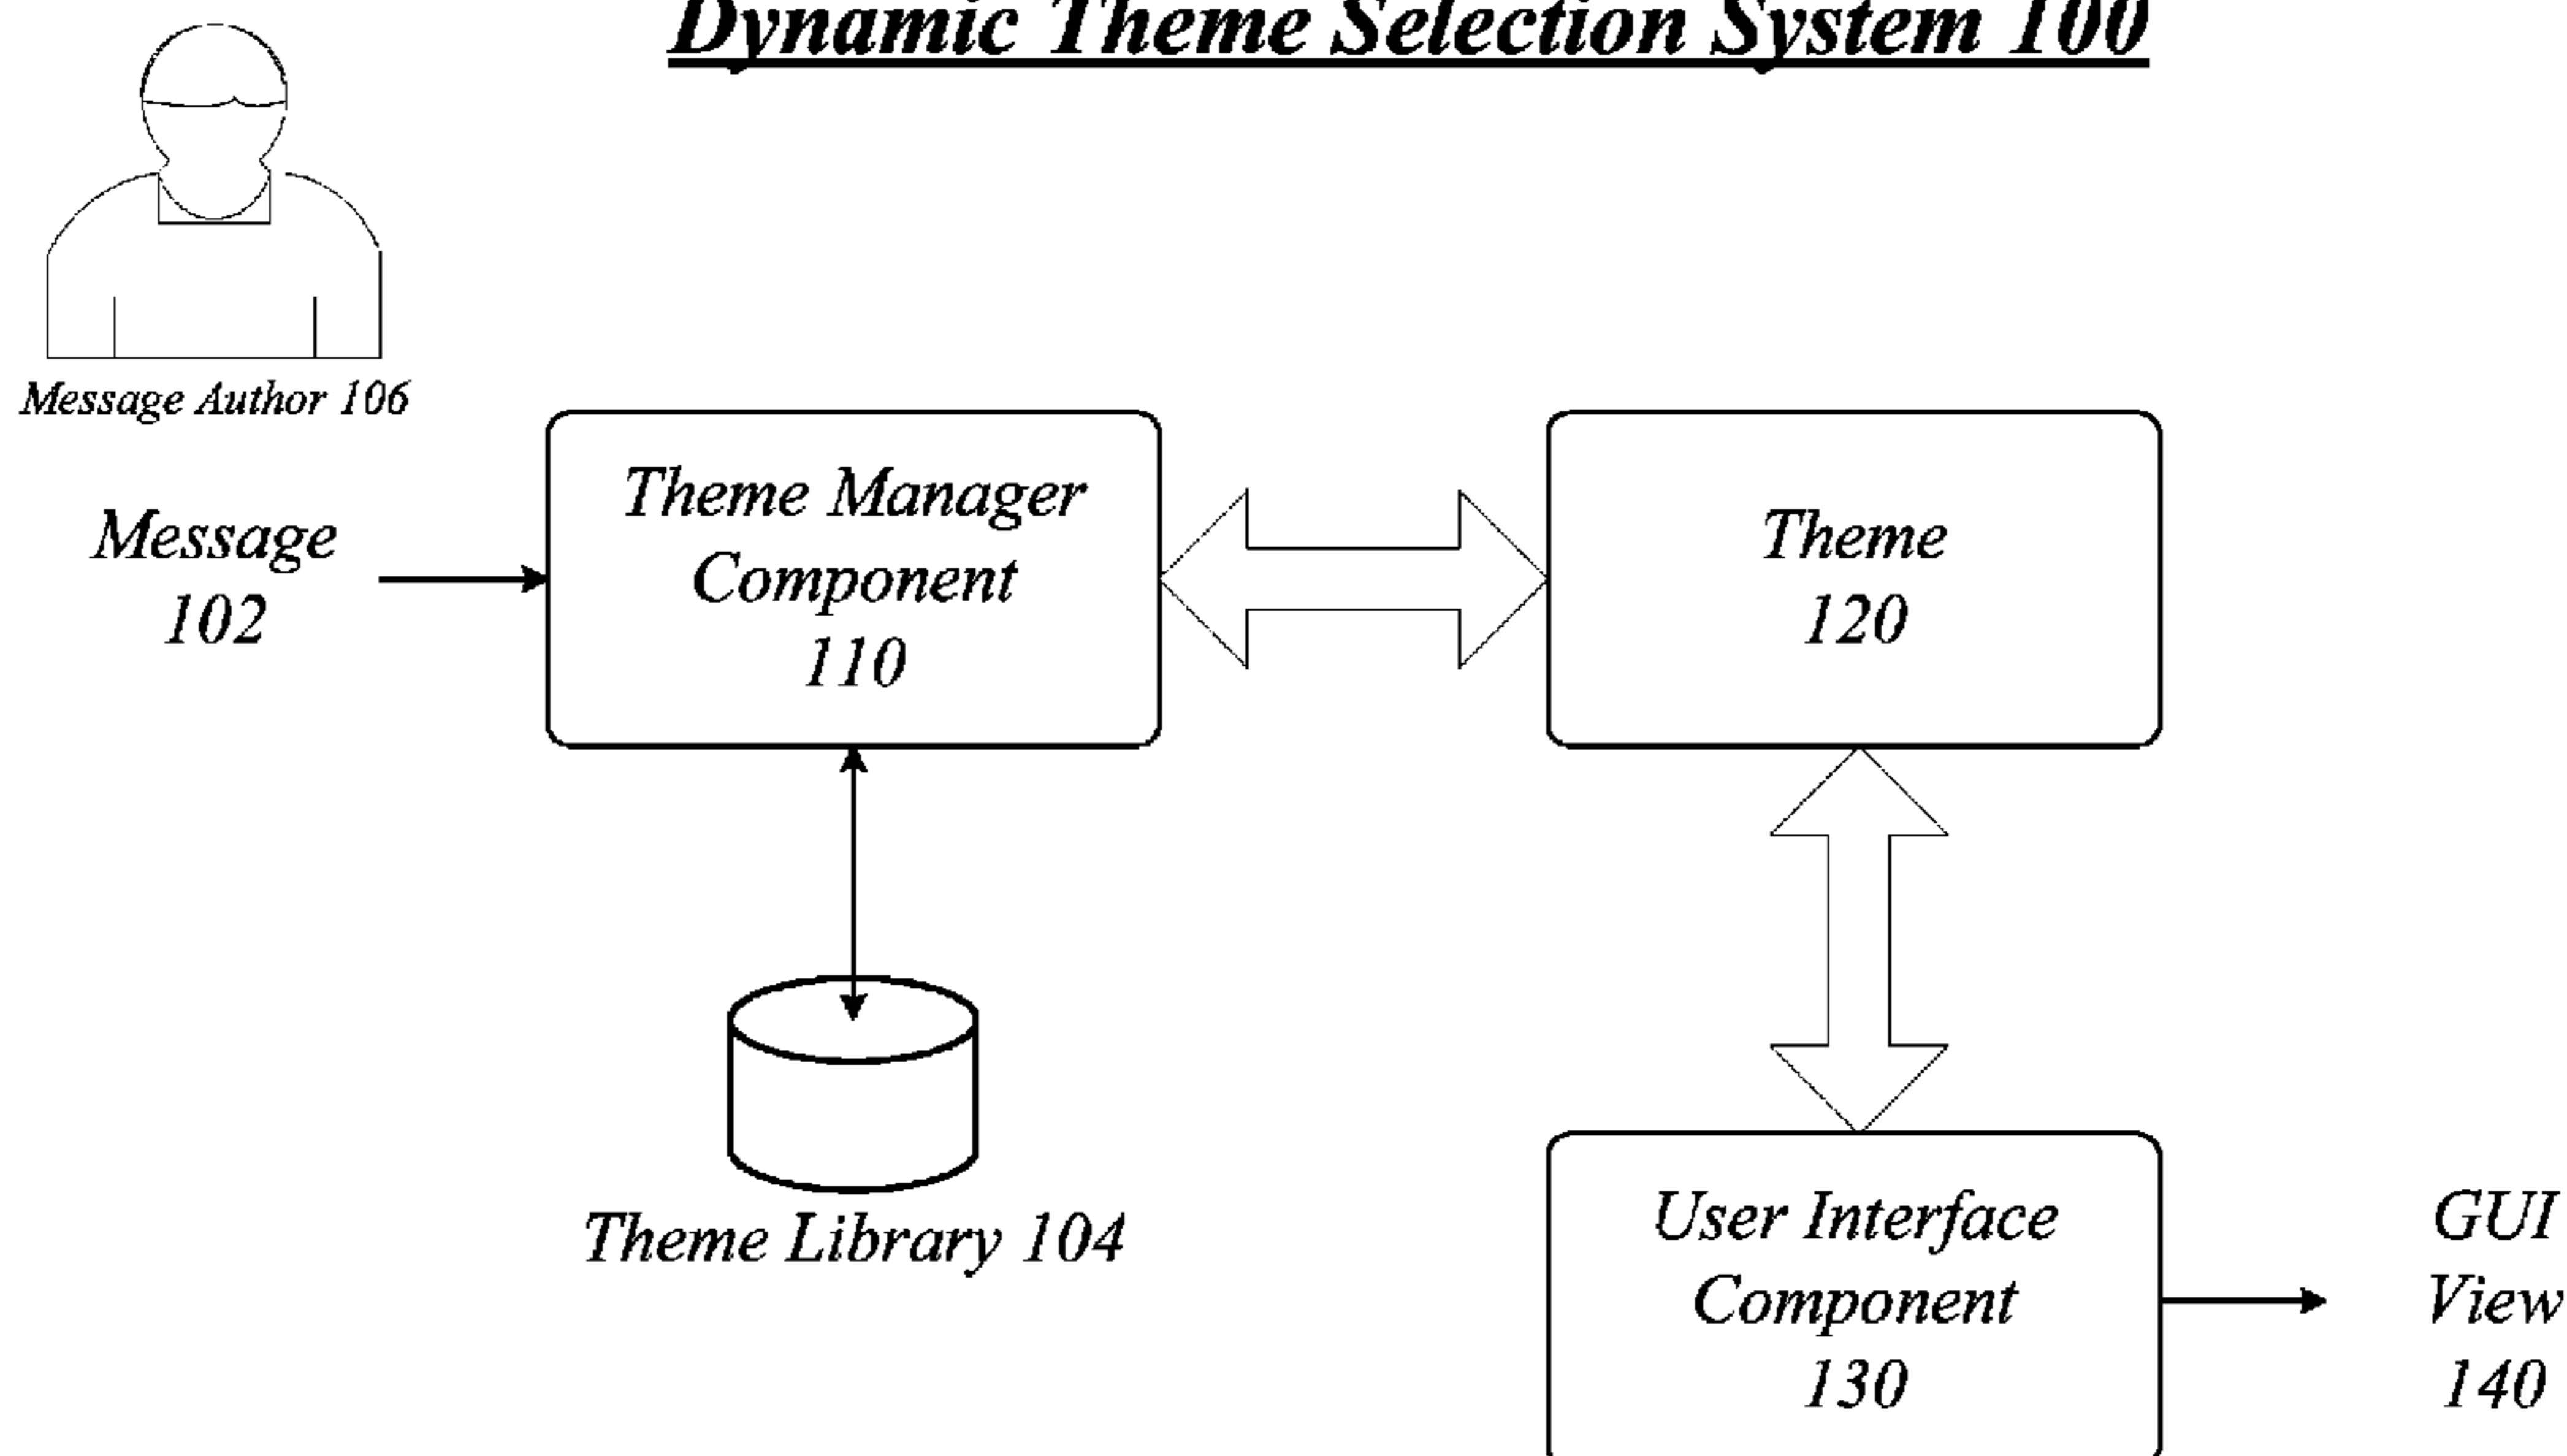 Dynamic Theme Selection System 100
Message Author 106
Message
102
Theme Manager
Component
110
Theme
120
Theme Library 104
User Interface
Component
130
GUI
View
140